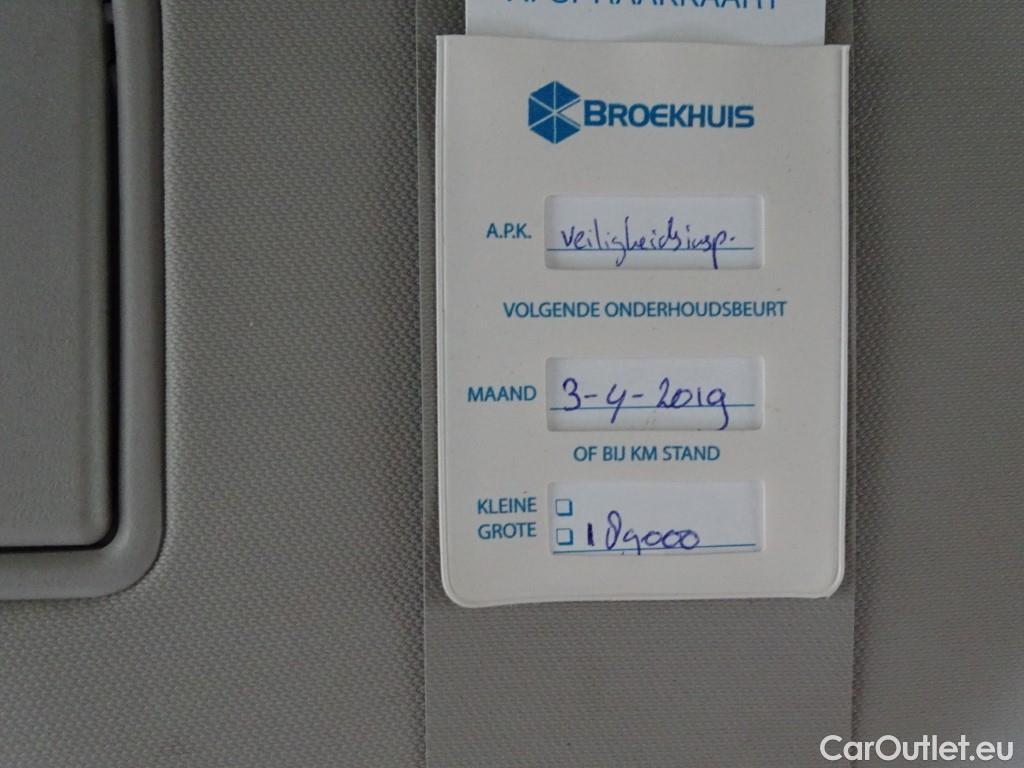 BROEKHUIS
A.P.K. veiligheidsinsp.
VOLGENDE ONDERHOUDSBEURT
MAAND 3-4-2019
OF BIJ KM STAND
KLEINE
GROTE 189000
CarOutlet.eu